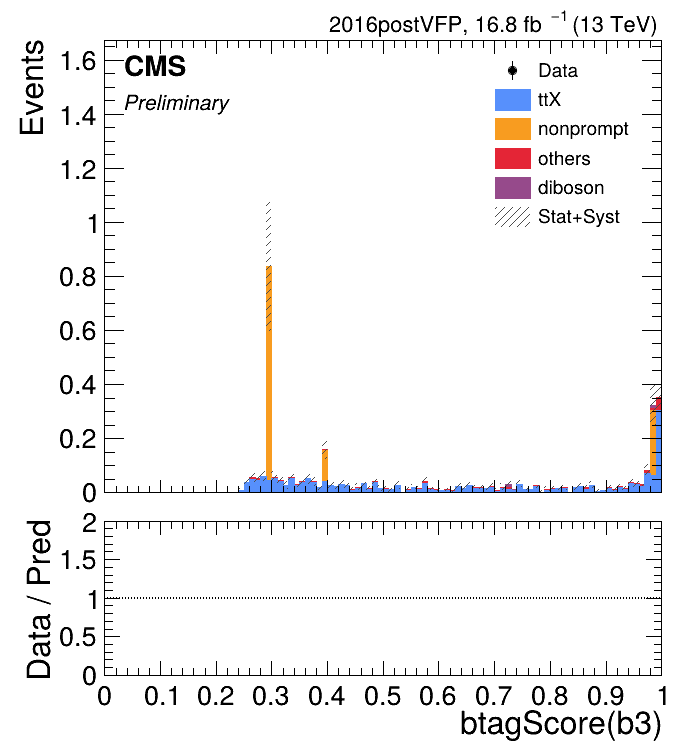 2016postVFP, 16.8 fb⁻¹ (13 TeV)
Events
CMS
Preliminary
Data
ttX
nonprompt
others
diboson
Stat+Syst
1.6
1.4
1.2
1
0.8
0.6
0.4
0.2
0
Data / Pred
2
1.5
1
0.5
0
0 0.1 0.2 0.3 0.4 0.5 0.6 0.7 0.8 0.9 1
btagScore(b3)